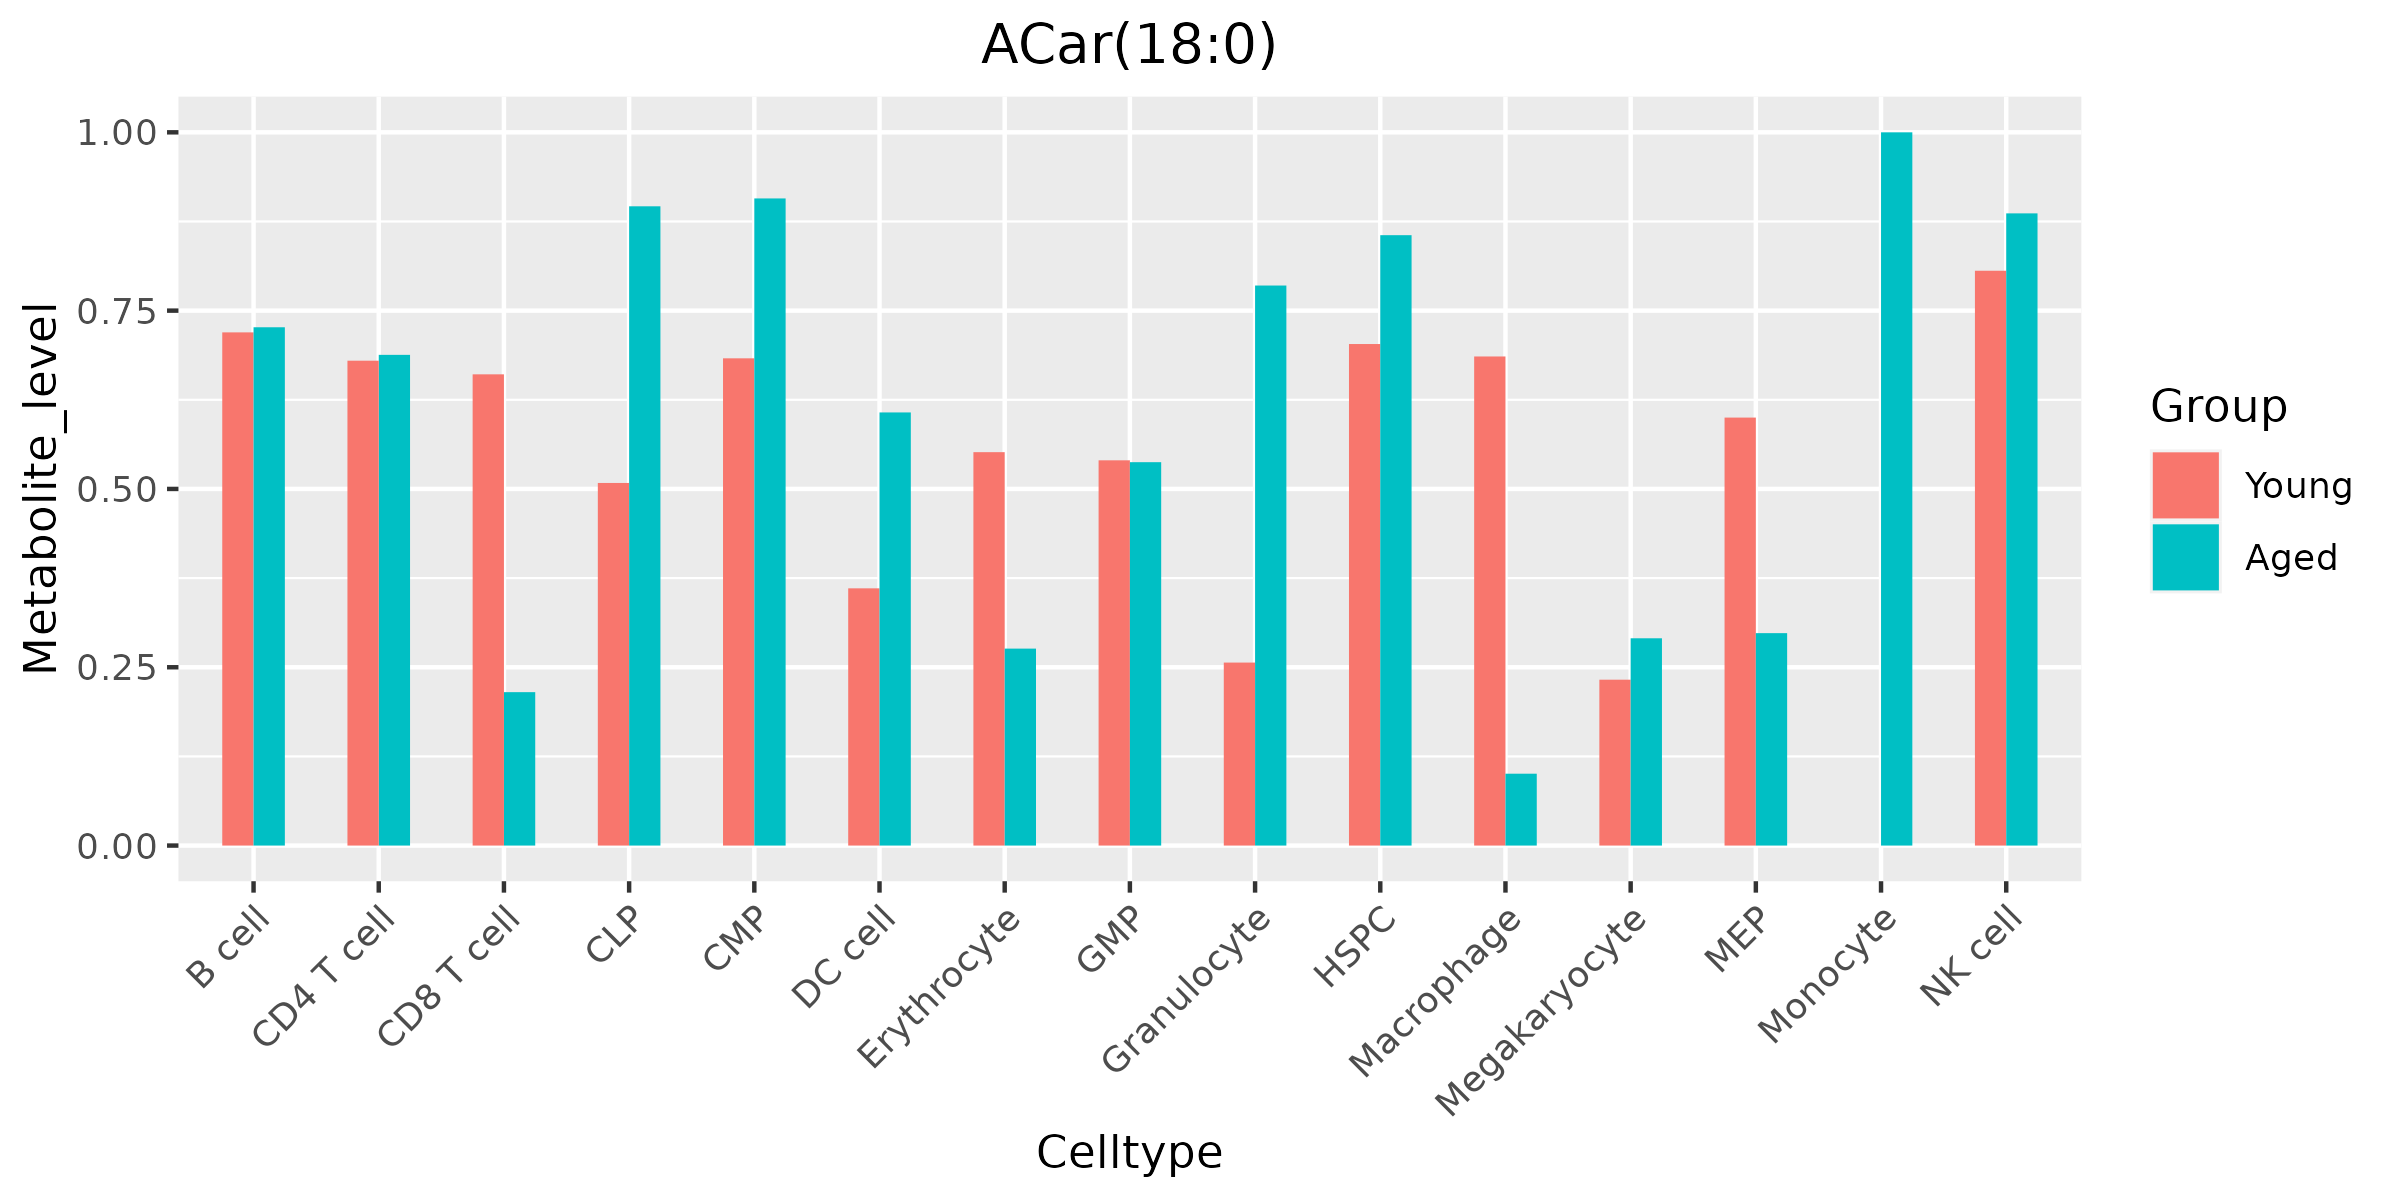 ACar(18:0)
Metabolite_level
1.00
0.75
0.50
0.25
0.00
B cell
CD4 T cell
CD8 T cell
CLP
CMP
DC cell
Erythrocyte
GMP
Granulocyte
HSPC
Macrophage
Megakaryocyte
MEP
Monocyte
NK cell
Celltype
Group
Young
Aged